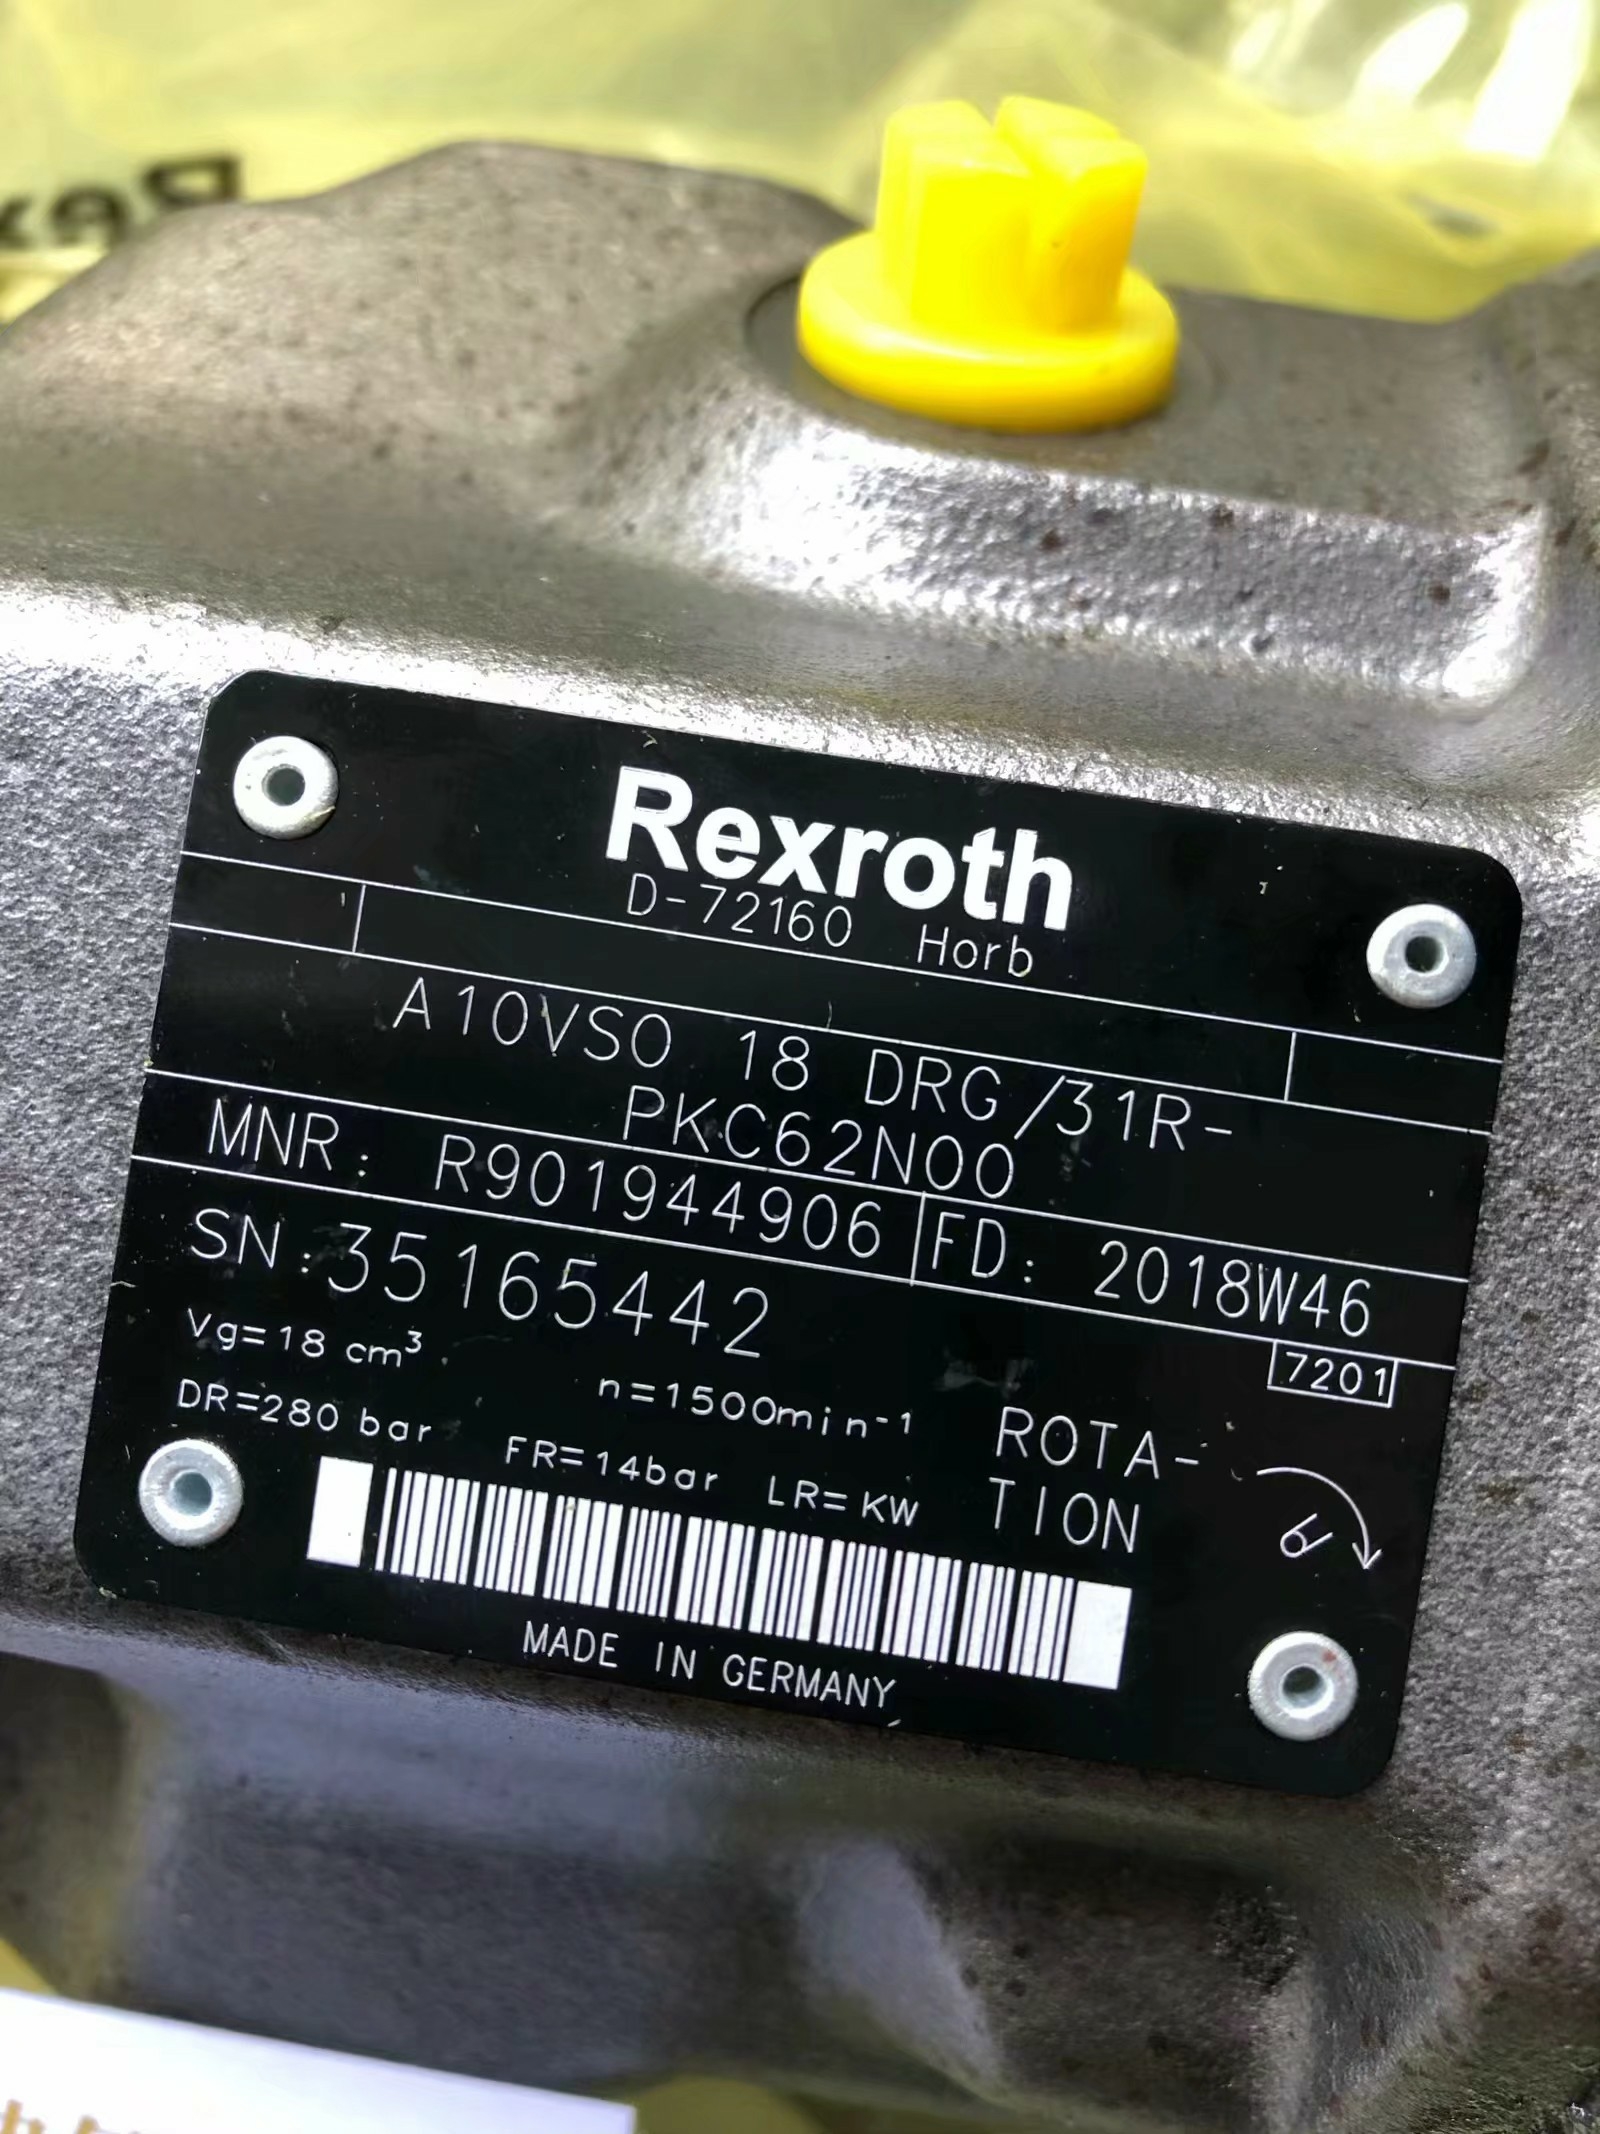 Rex
Rexroth
D-72160 Horb
A10VSO 18 DRG/31R-
PKC62N00
MNR: R901944906 FD: 2018W46
SN:35165442
7201
Vg=18 cm³
n=1500min⁻¹
DR=280 bar
FR=14bar LR= KW
ROTA-
TION
MADE IN GERMANY